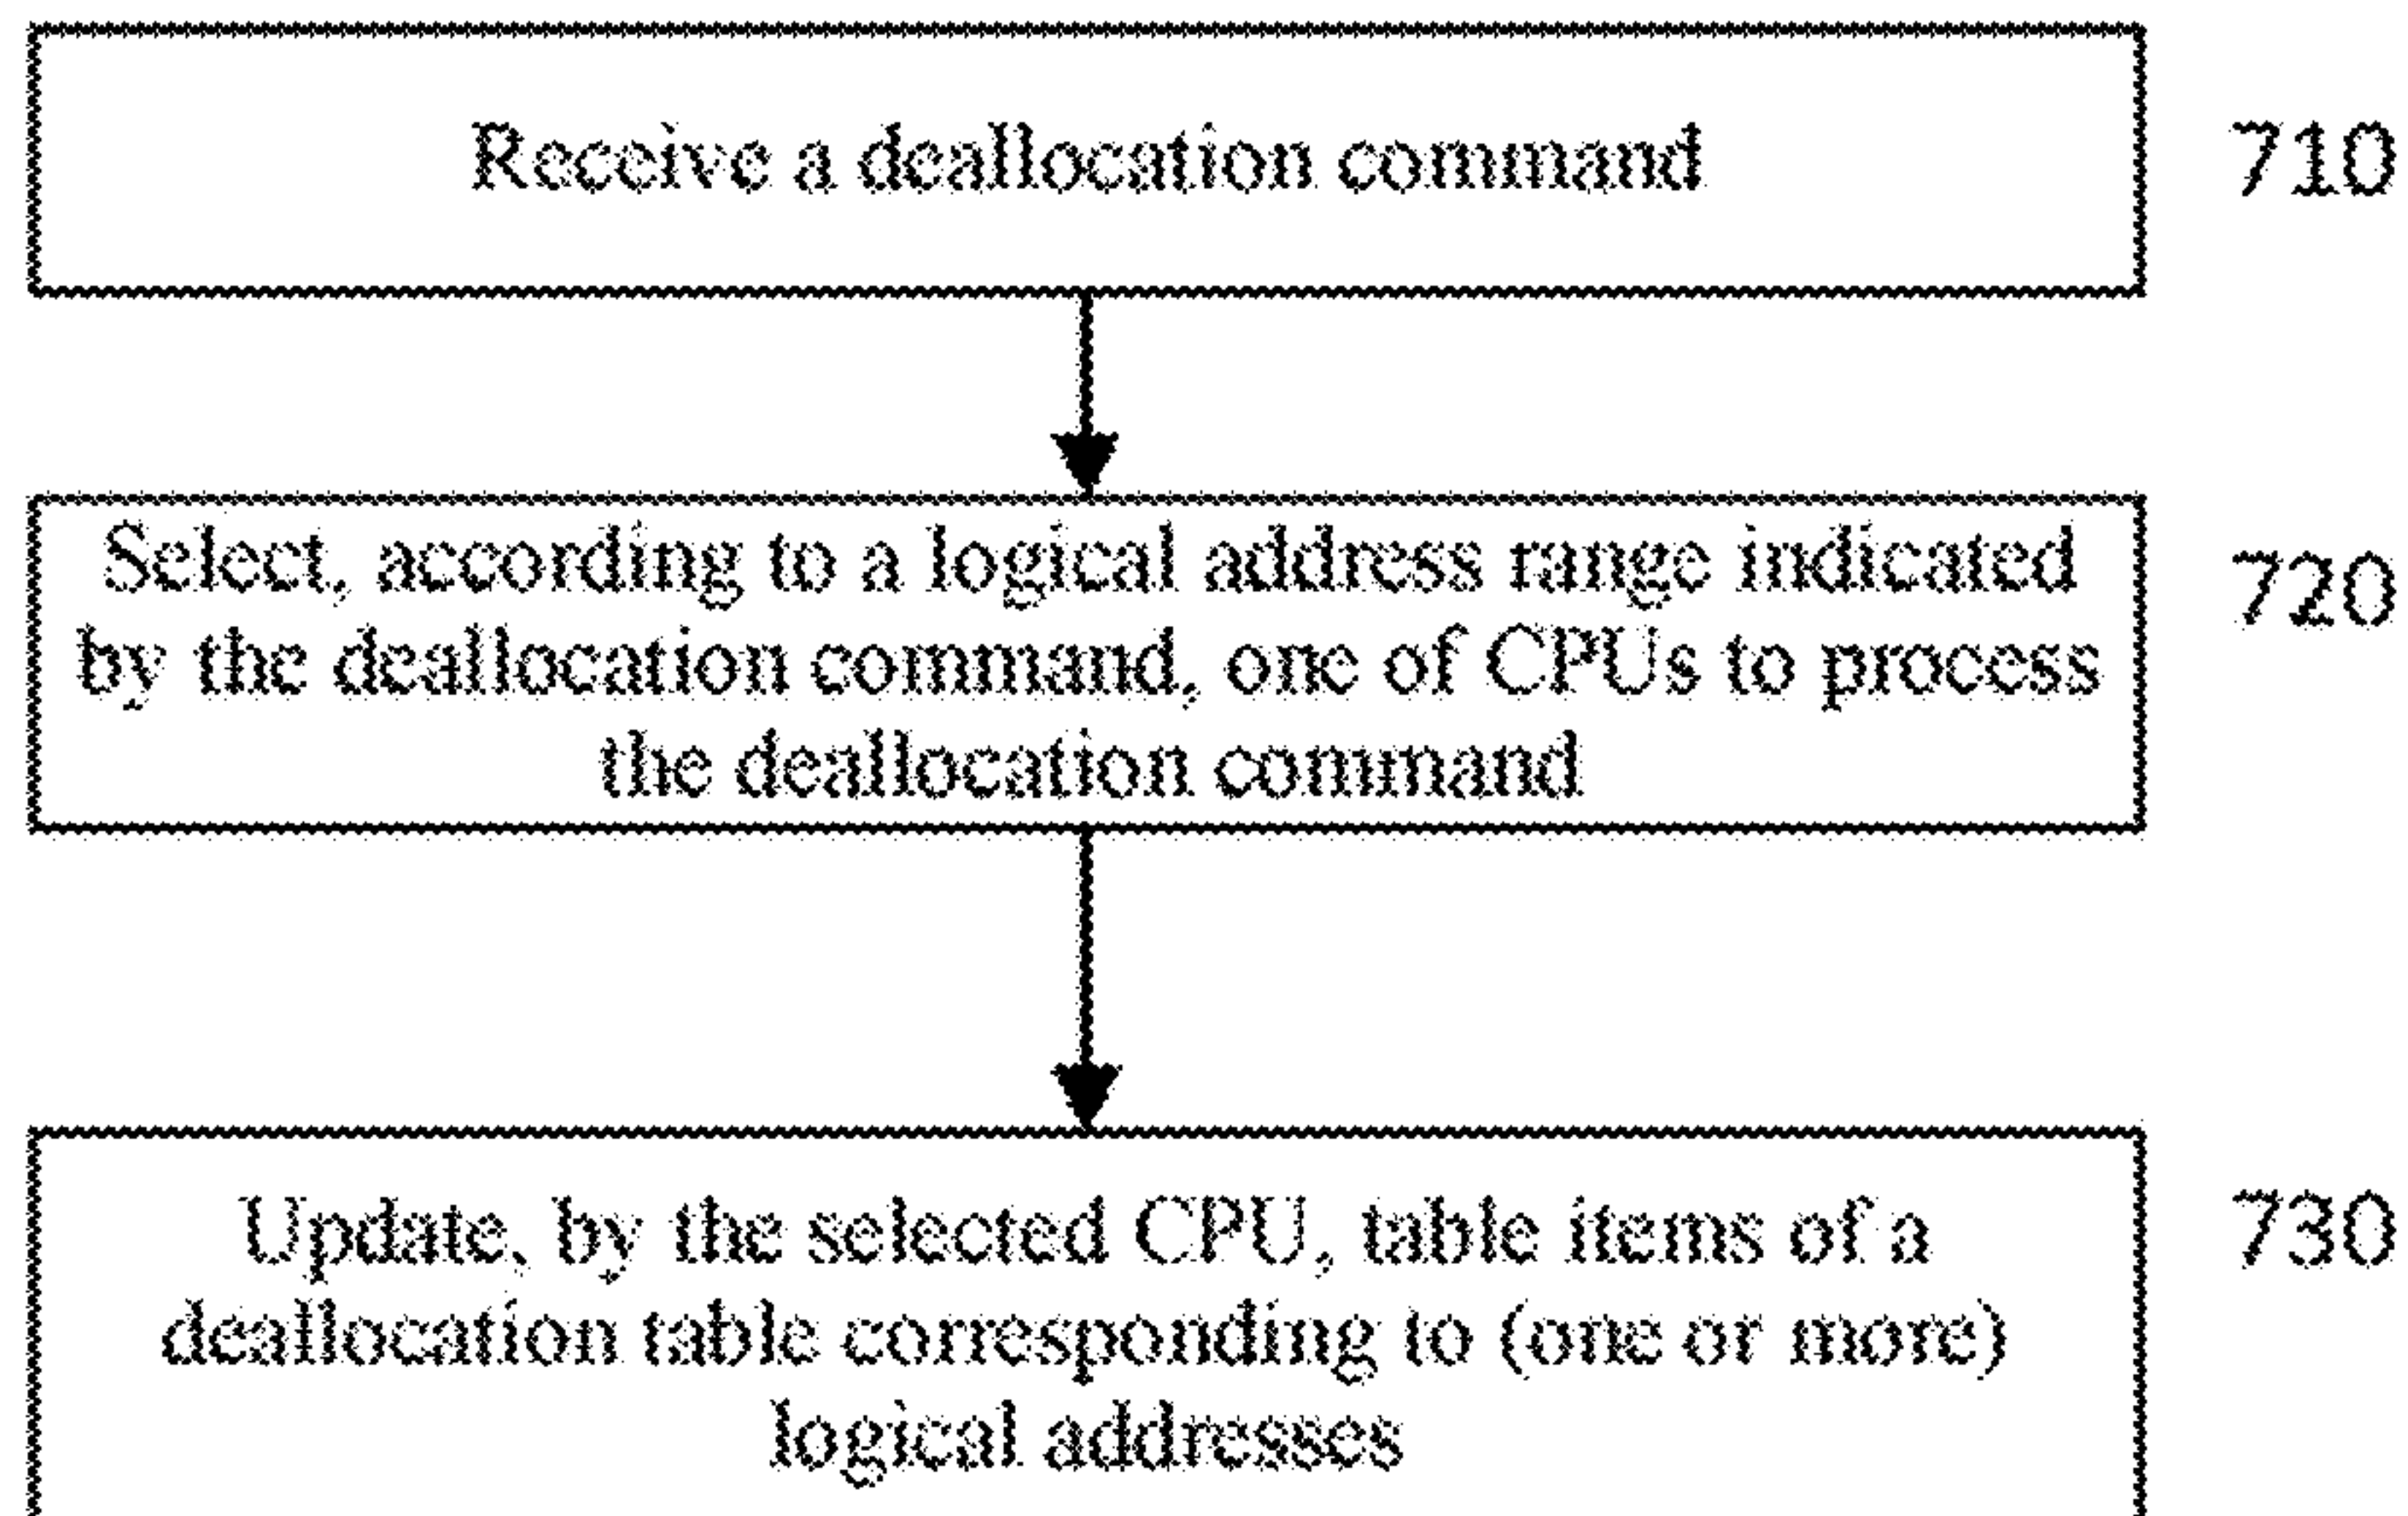 Receive a deallocation command
710
Select, according to a logical address range indicated
720
by the deallocation command, one of CPUs to process
the deallocation command
Update, by the selected CPU, table items of a
730
deallocation table corresponding to (one or more)
logical addresses